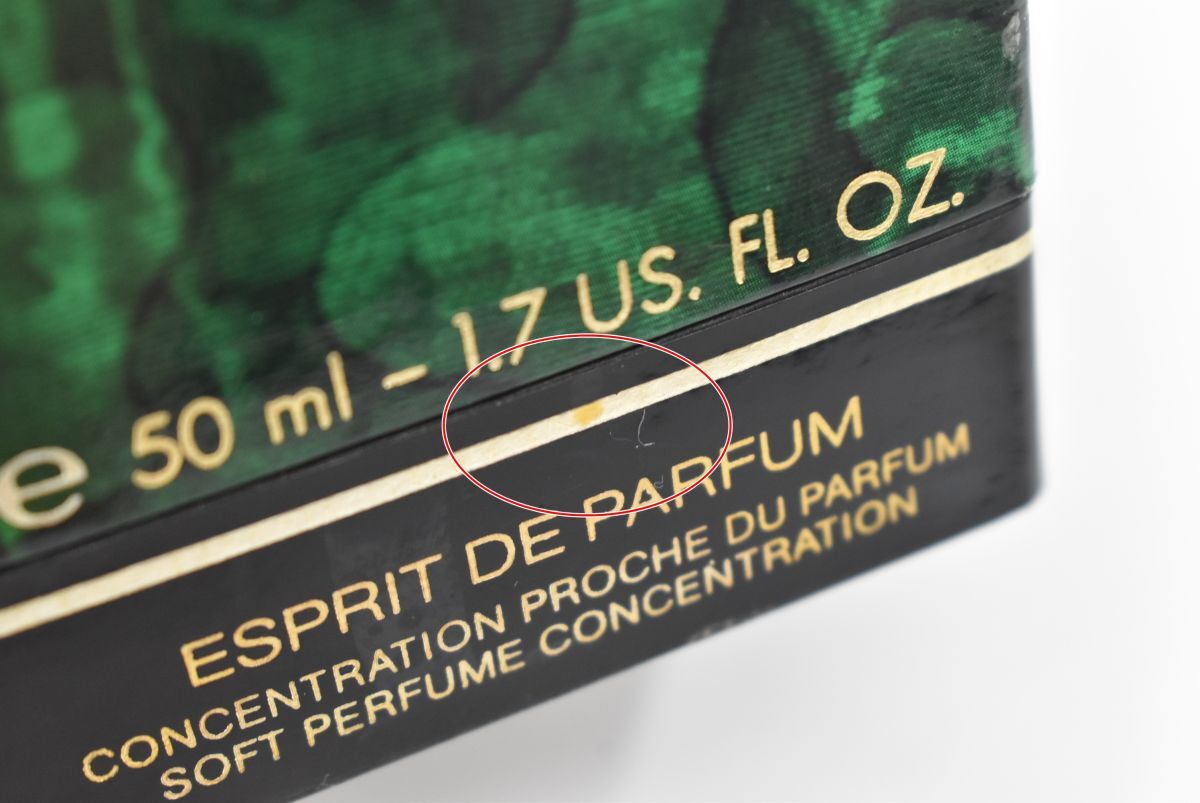 e 50 ml – 1.7 US. FL. OZ.
ESPRIT DE PARFUM
CONCENTRATION PROCHE DU PARFUM
SOFT PERFUME CONCENTRATION